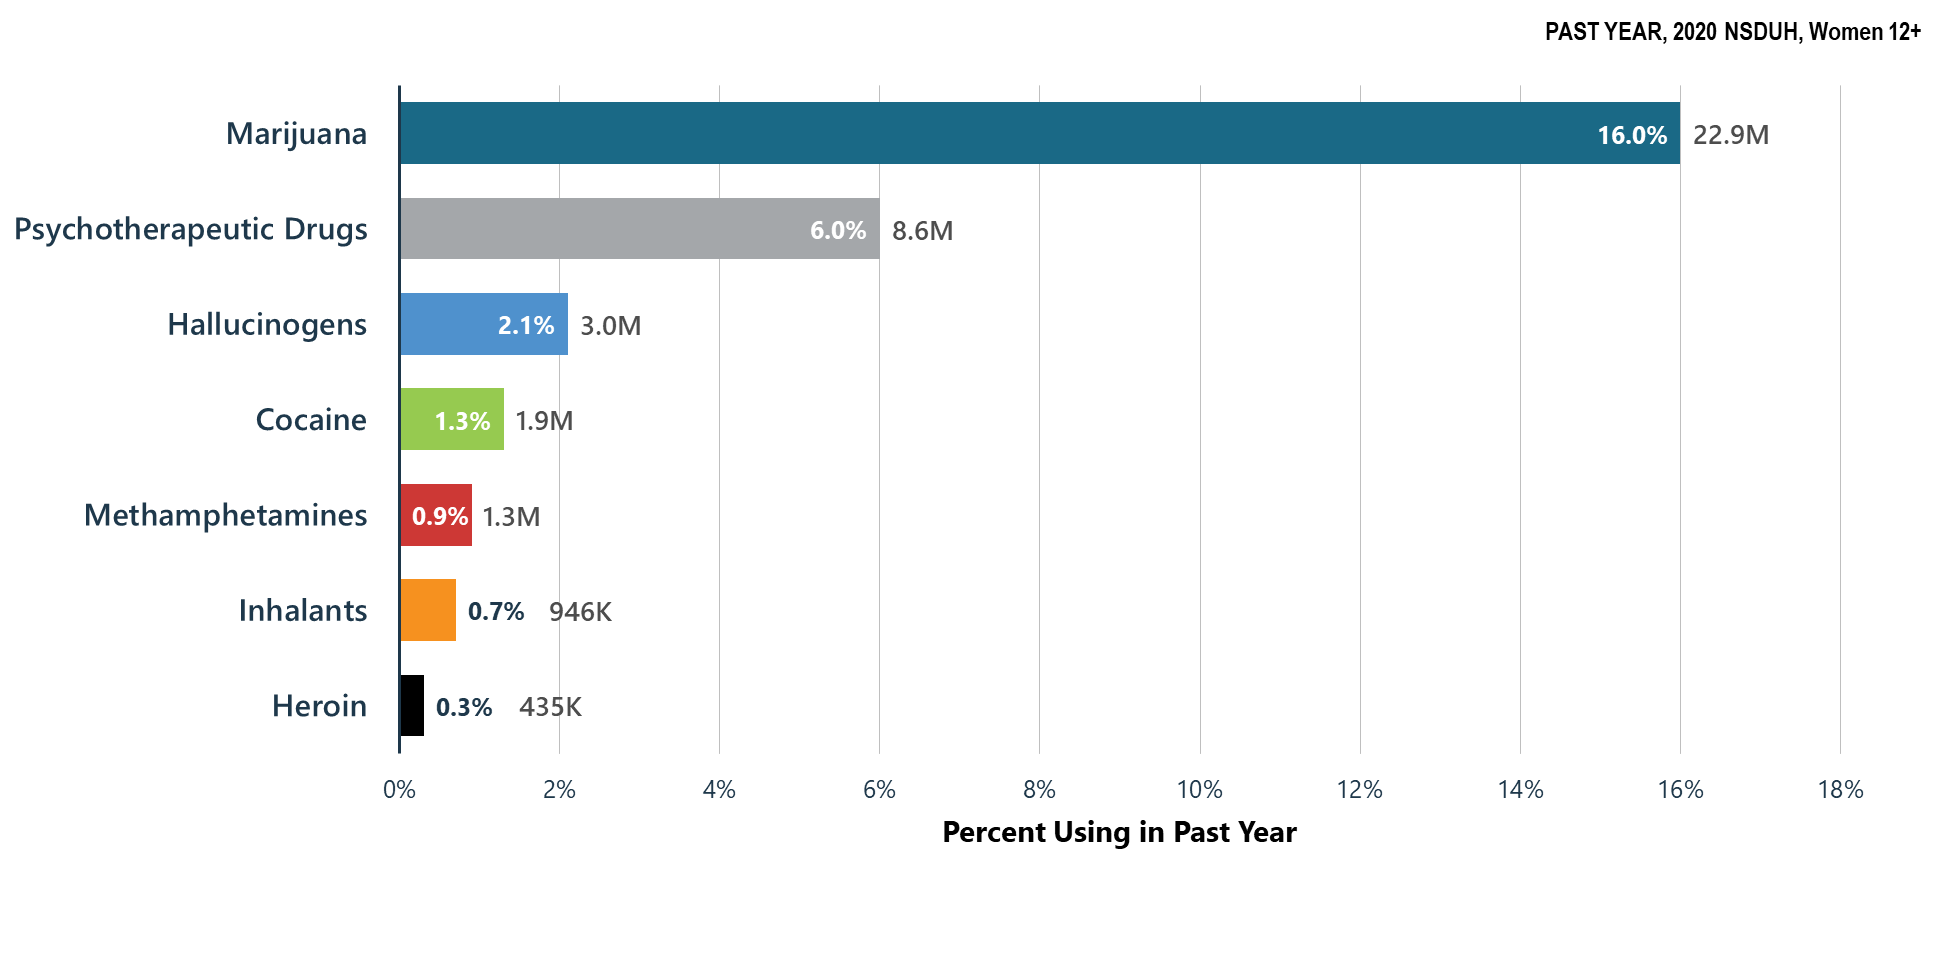 PAST YEAR, 2020 NSDUH, Women 12+
Marijuana 16.0% 22.9M
Psychotherapeutic Drugs 6.0% 8.6M
Hallucinogens 2.1% 3.0M
Cocaine 1.3% 1.9M
Methamphetamines 0.9% 1.3M
Inhalants 0.7% 946K
Heroin 0.3% 435K
0% 2% 4% 6% 8% 10% 12% 14% 16% 18%
Percent Using in Past Year